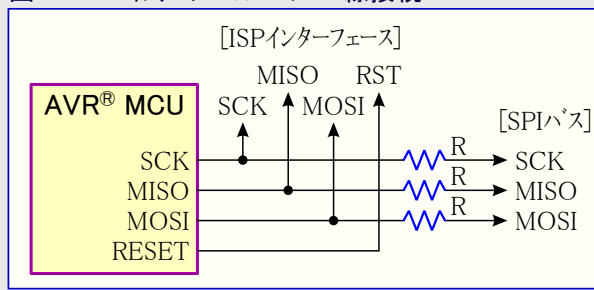 [ISPインターフェース]
MISO RST
AVR® MCU SCK MOSI
[SPIバス]
SCK R SCK
MISO R MISO
MOSI R MOSI
RESET